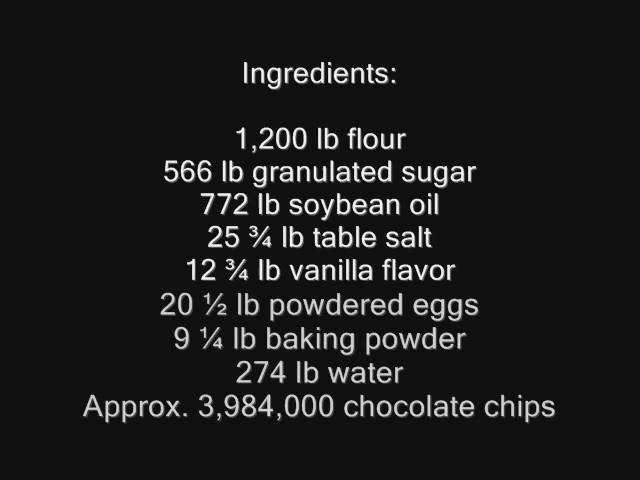 Ingredients:
1,200 lb flour
566 lb granulated sugar
772 lb soybean oil
25 ¾ lb table salt
12 ¾ lb vanilla flavor
20 ½ lb powdered eggs
9 ¼ lb baking powder
274 lb water
Approx. 3,984,000 chocolate chips